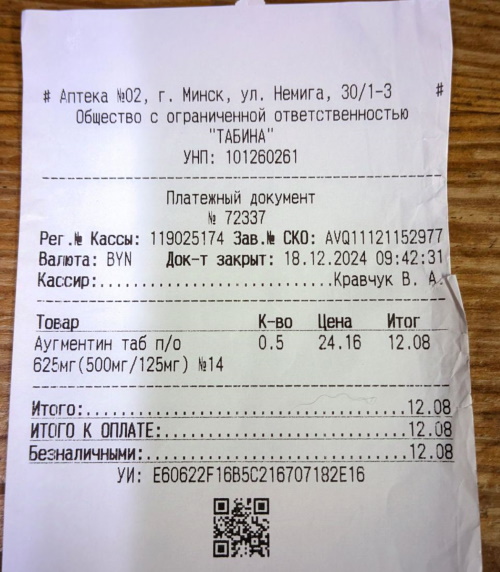 # Аптека №02, г. Минск, ул. Немига, 30/1-3 #
Общество с ограниченной ответственностью
"ТАБИНА"
УНП: 101260261
Платежный документ
№ 72337
Рег.№ Кассы: 119025174 Зав.№ СКО: AVQ11121152977
Валюта: BYN Док-т закрыт: 18.12.2024 09:42:31
Кассир:..............................Кравчук В. А.
Товар К-во Цена Итог
Аугментин таб п/о 0.5 24.16 12.08
625мг(500мг/125мг) №14
Итого:........................................12.08
ИТОГО К ОПЛАТЕ:...............................12.08
Безналичными:.................................12.08
УИ: E60622F16B5C216707182E16